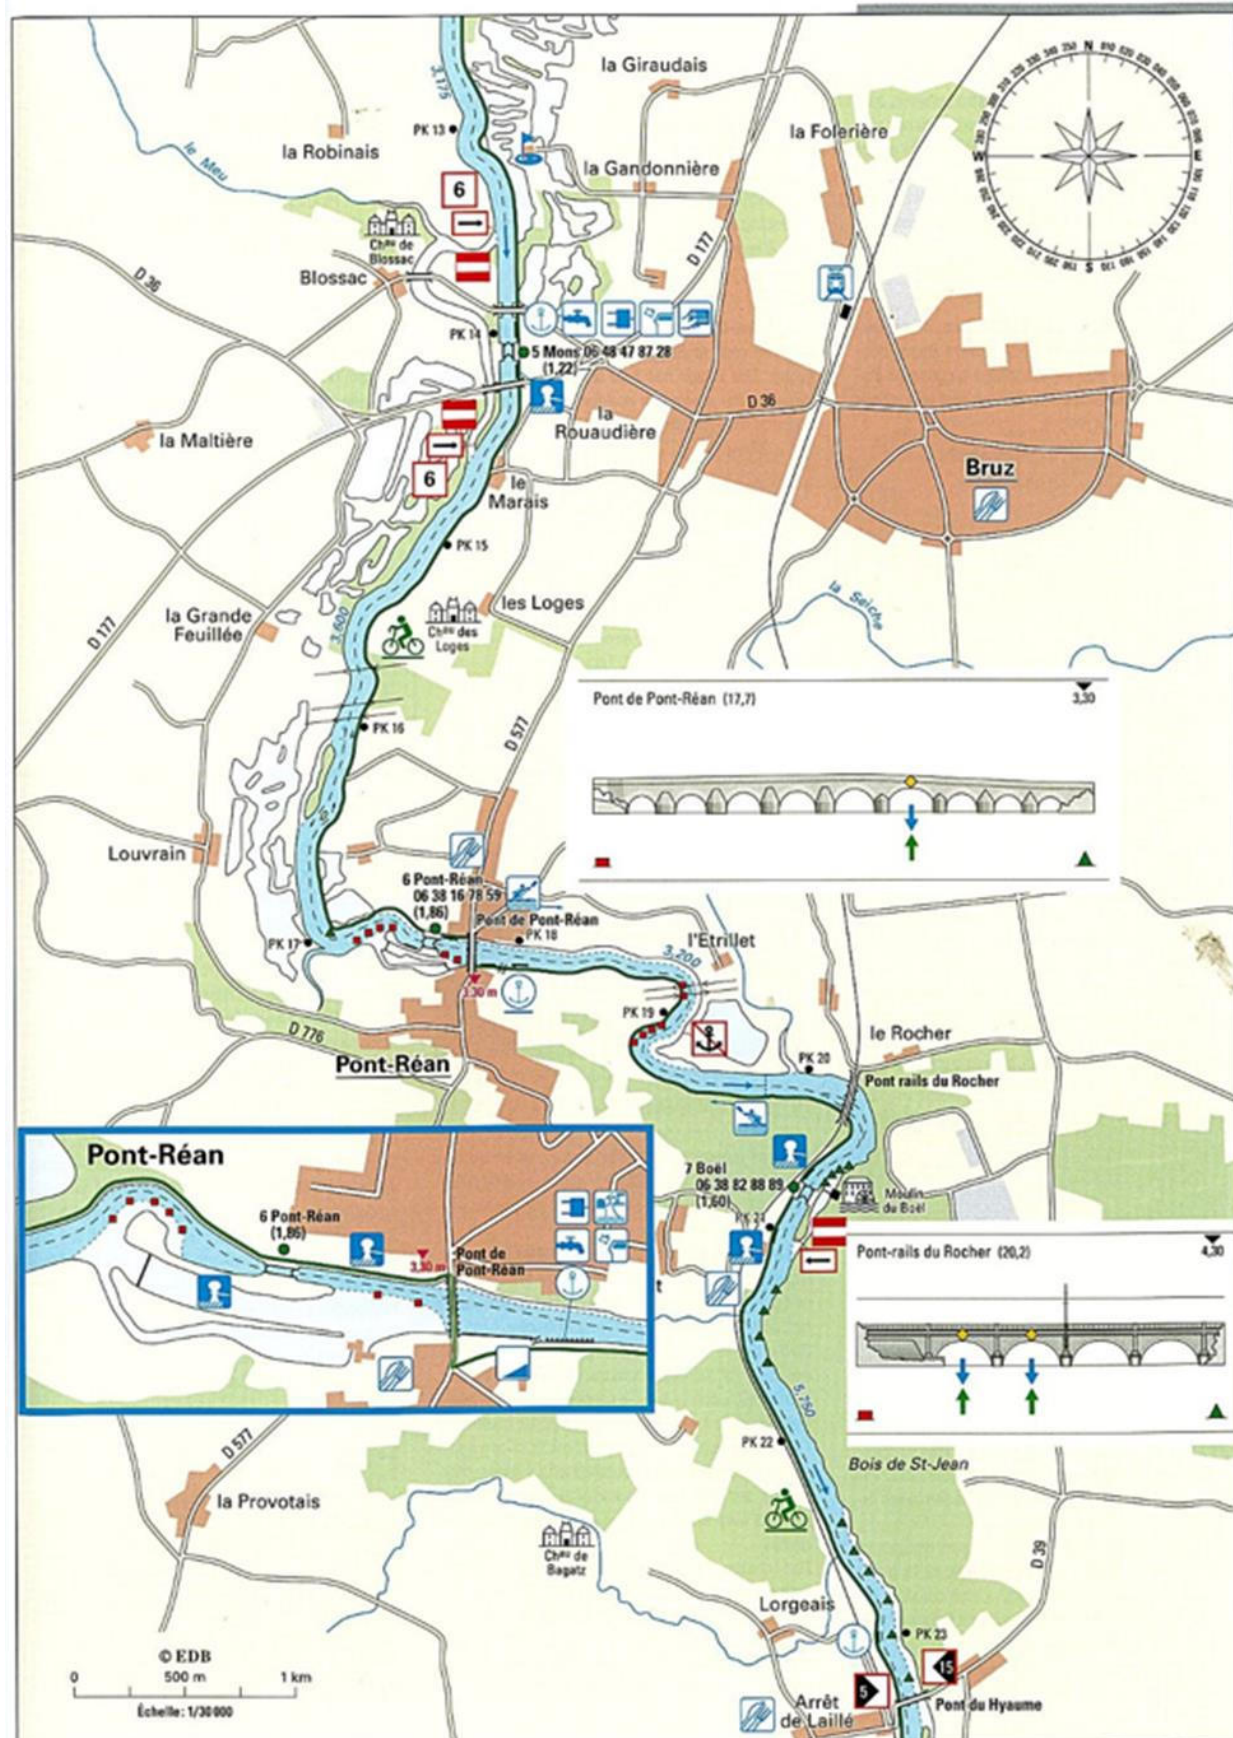 3,175
la Giraudais
PK 13
la Folerière
la Robinais
le Meu
la Gandonnière
N
W
E
S
6
Chau de
Blossac
D 177
Blossac
D 36
PK 14
5 Mons 06 48 47 87 28
(1,22)
D 36
la
Rouaudière
la Maltière
6
Bruz
le
Marais
PK 15
la Seiche
les Loges
la Grande
Feuillée
3,600
Chau des
Loges
D 177
Pont de Pont-Réan (17,7)
3,30
PK 16
D 577
Louvrain
6 Pont-Réan
06 38 16 78 59
(1,86)
Pont de Pont-Réan
PK 18
PK 17
l'Etrillet
3,200
3,30 m
PK 19
D 776
le Rocher
Pont-Réan
PK 20
Pont rails du Rocher
Pont-Réan
7 Boël
06 38 82 88 89
(1,60)
Moulin
du Boël
PK 21
6 Pont-Réan
(1,86)
3,30 m
Pont de
Pont-Réan
Pont-rails du Rocher (20,2)
4,30
t
5,750
PK 22
D 577
Bois de St-Jean
la Provotais
Chau de
Bagatz
D 39
Lorgeais
PK 23
© EDB
0
500 m
1 km
Échelle: 1/30 000
15
5
Arrêt
de Laillé
Pont du Hyaume